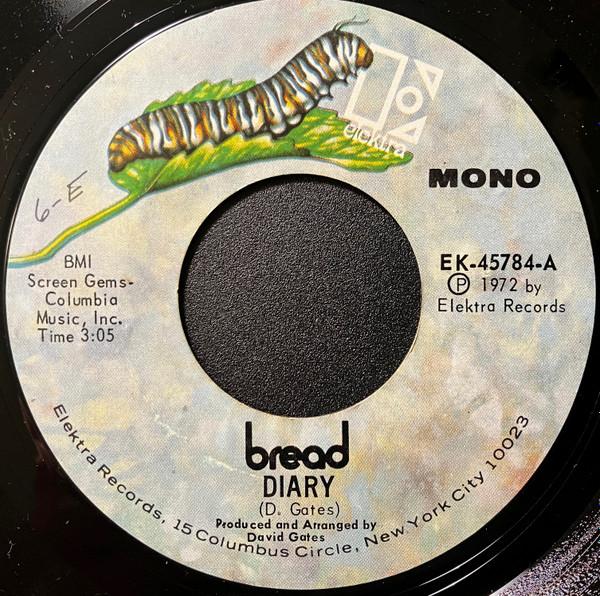 elektra
MONO
6-E
BMI
Screen Gems-
Columbia
Music, Inc.
Time 3:05
EK-45784-A
Ⓟ 1972 by
Elektra Records
bread
DIARY
(D. Gates)
Produced and Arranged by
David Gates
Elektra Records, 15 Columbus Circle, New York City 10023